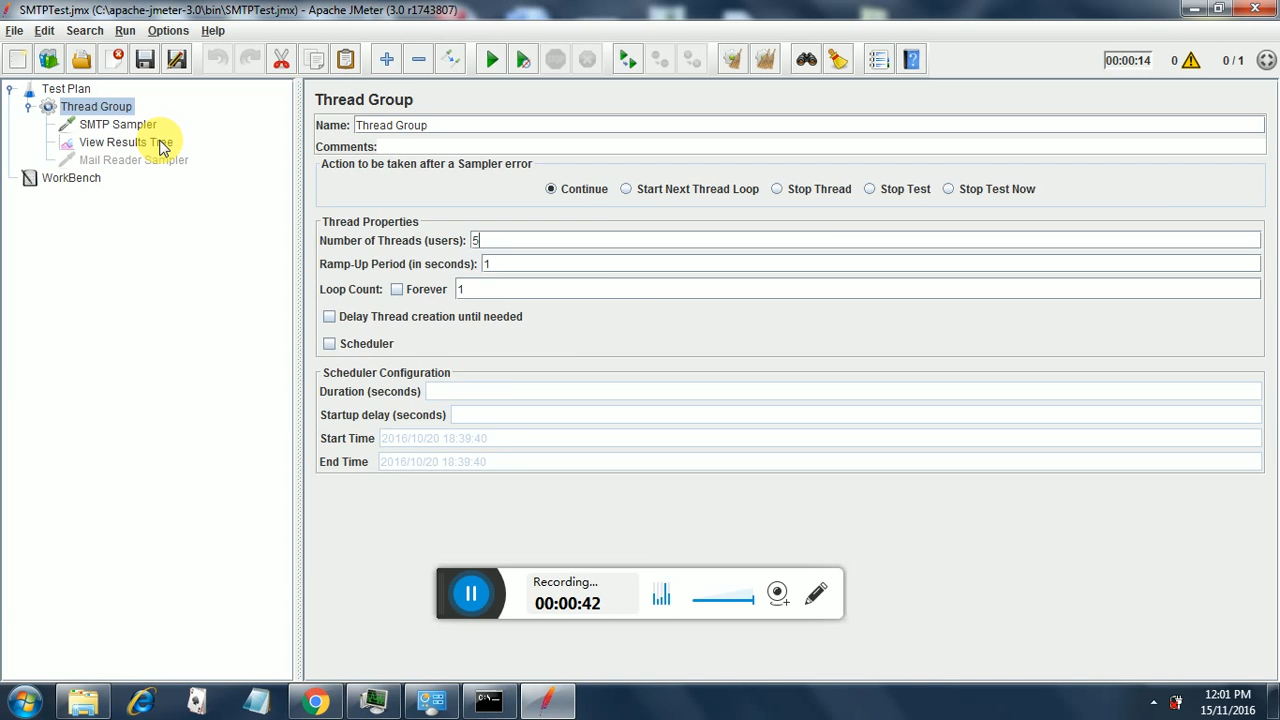 SMTPTest.jmx (C:\apache-jmeter-3.0\bin\SMTPTest.jmx) - Apache JMeter (3.0 r1743807)
File Edit Search Run Options Help
00:00:14 0 0 / 1
Test Plan
Thread Group
SMTP Sampler
View Results Tree
Mail Reader Sampler
WorkBench
Thread Group
Name: Thread Group
Comments:
Action to be taken after a Sampler error
Continue Start Next Thread Loop Stop Thread Stop Test Stop Test Now
Thread Properties
Number of Threads (users): 5
Ramp-Up Period (in seconds): 1
Loop Count: Forever 1
Delay Thread creation until needed
Scheduler
Scheduler Configuration
Duration (seconds)
Startup delay (seconds)
Start Time 2016/10/20 18:39:40
End Time 2016/10/20 18:39:40
Recording...
00:00:42
12:01 PM
15/11/2016